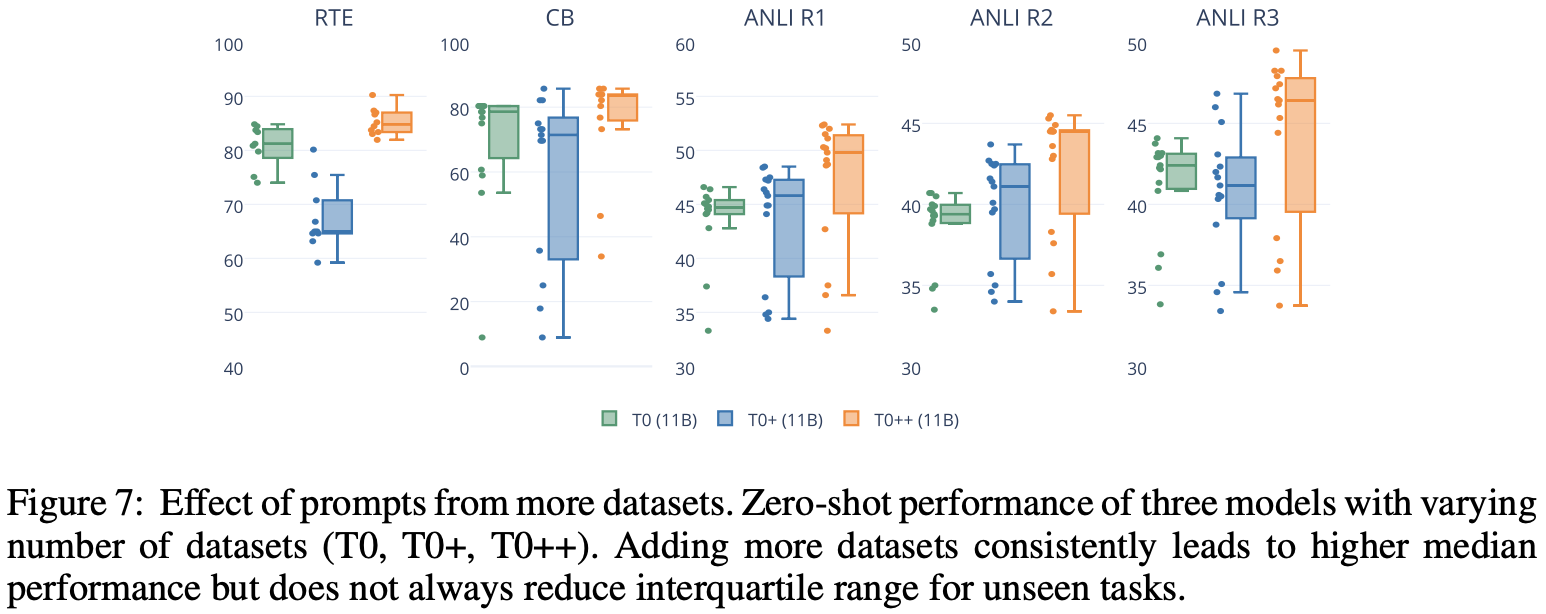 RTE CB ANLI R1 ANLI R2 ANLI R3
100 100 60 50 50
90 80 55 45 45
80 60 50 40 40
70 40 45 35 35
60 20 40 30 30
50 0 35
40 30
T0 (11B) T0+ (11B) T0++ (11B)
Figure 7: Effect of prompts from more datasets. Zero-shot performance of three models with varying
number of datasets (T0, T0+, T0++). Adding more datasets consistently leads to higher median
performance but does not always reduce interquartile range for unseen tasks.